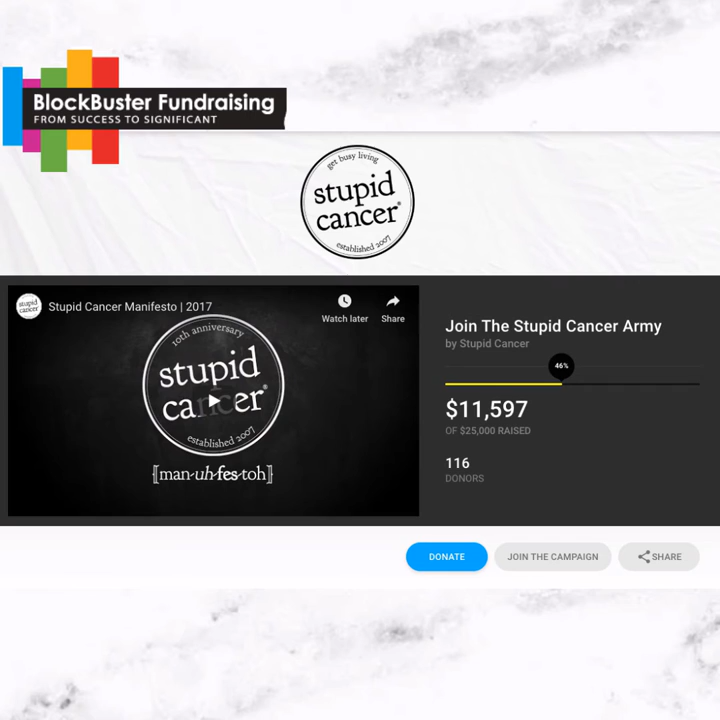 BlockBuster Fundraising
FROM SUCCESS TO SIGNIFICANT
get busy living
stupid
cancer®
established 2007
stupid
cancer
Stupid Cancer Manifesto | 2017
Watch later
Share
10th anniversary
stupid
cancer®
established 2007
[[man-uh-fes-toh]]
Join The Stupid Cancer Army
by Stupid Cancer
46%
$11,597
OF $25,000 RAISED
116
DONORS
DONATE
JOIN THE CAMPAIGN
SHARE